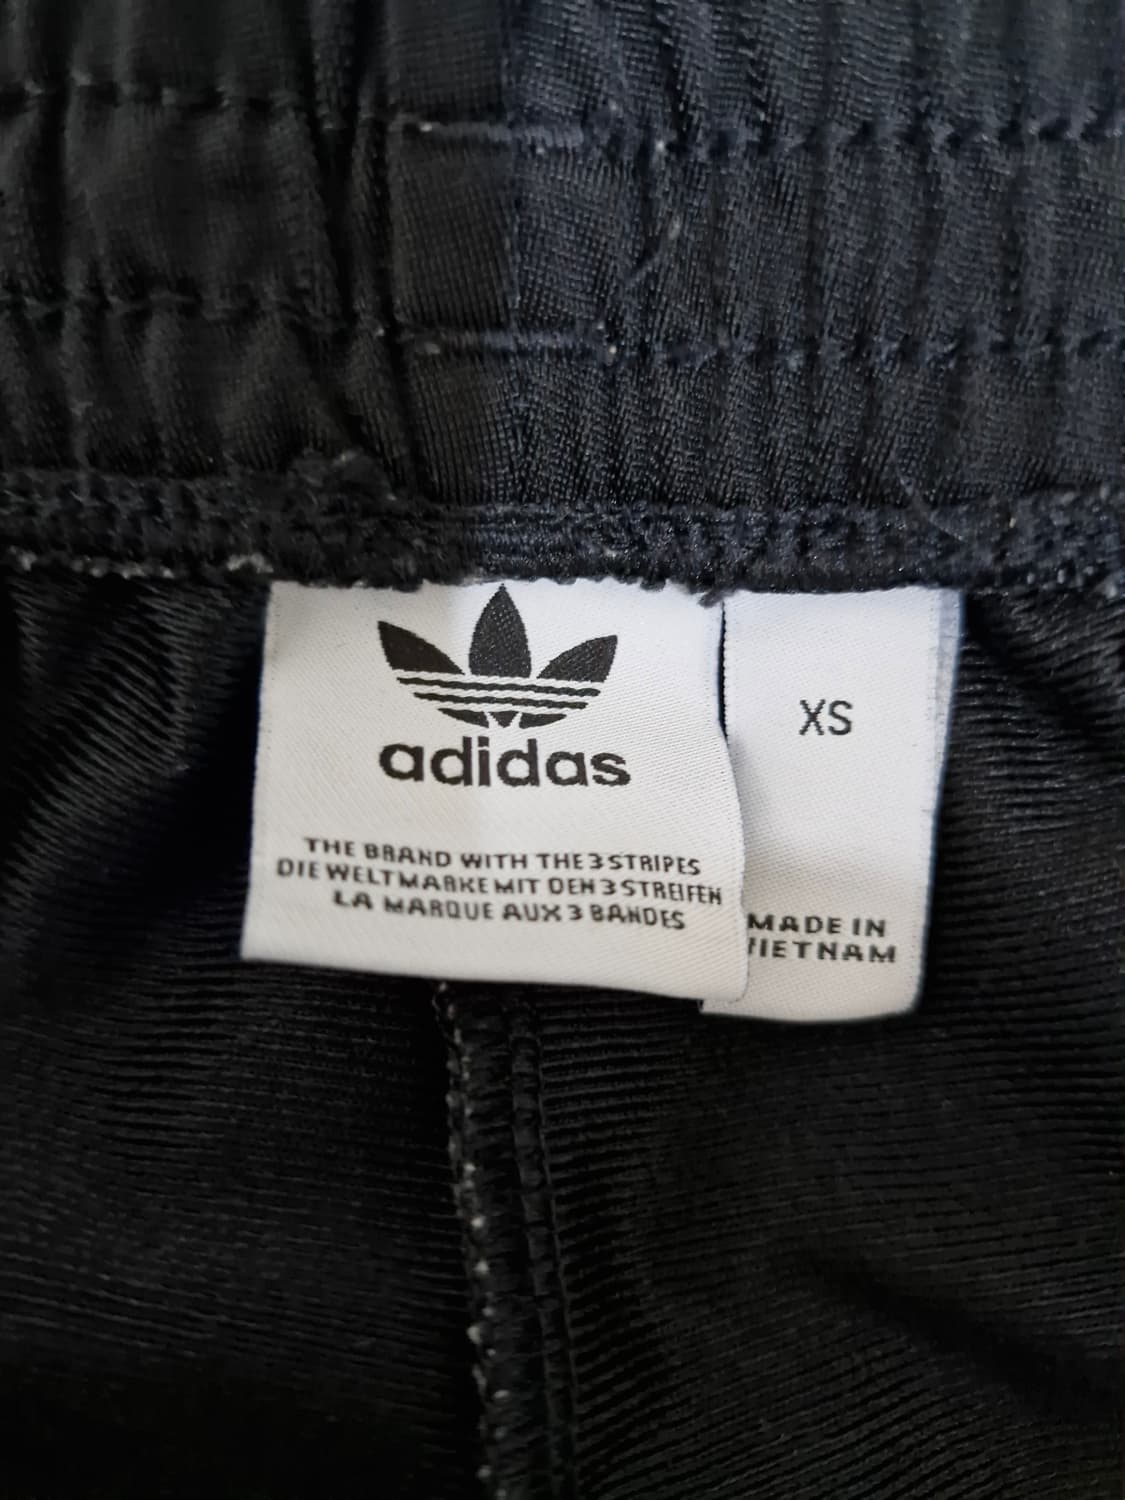 adidas
THE BRAND WITH THE 3 STRIPES
DIE WELTMARKE MIT DEN 3 STREIFEN
LA MARQUE AUX 3 BANDES
XS
MADE IN
VIETNAM